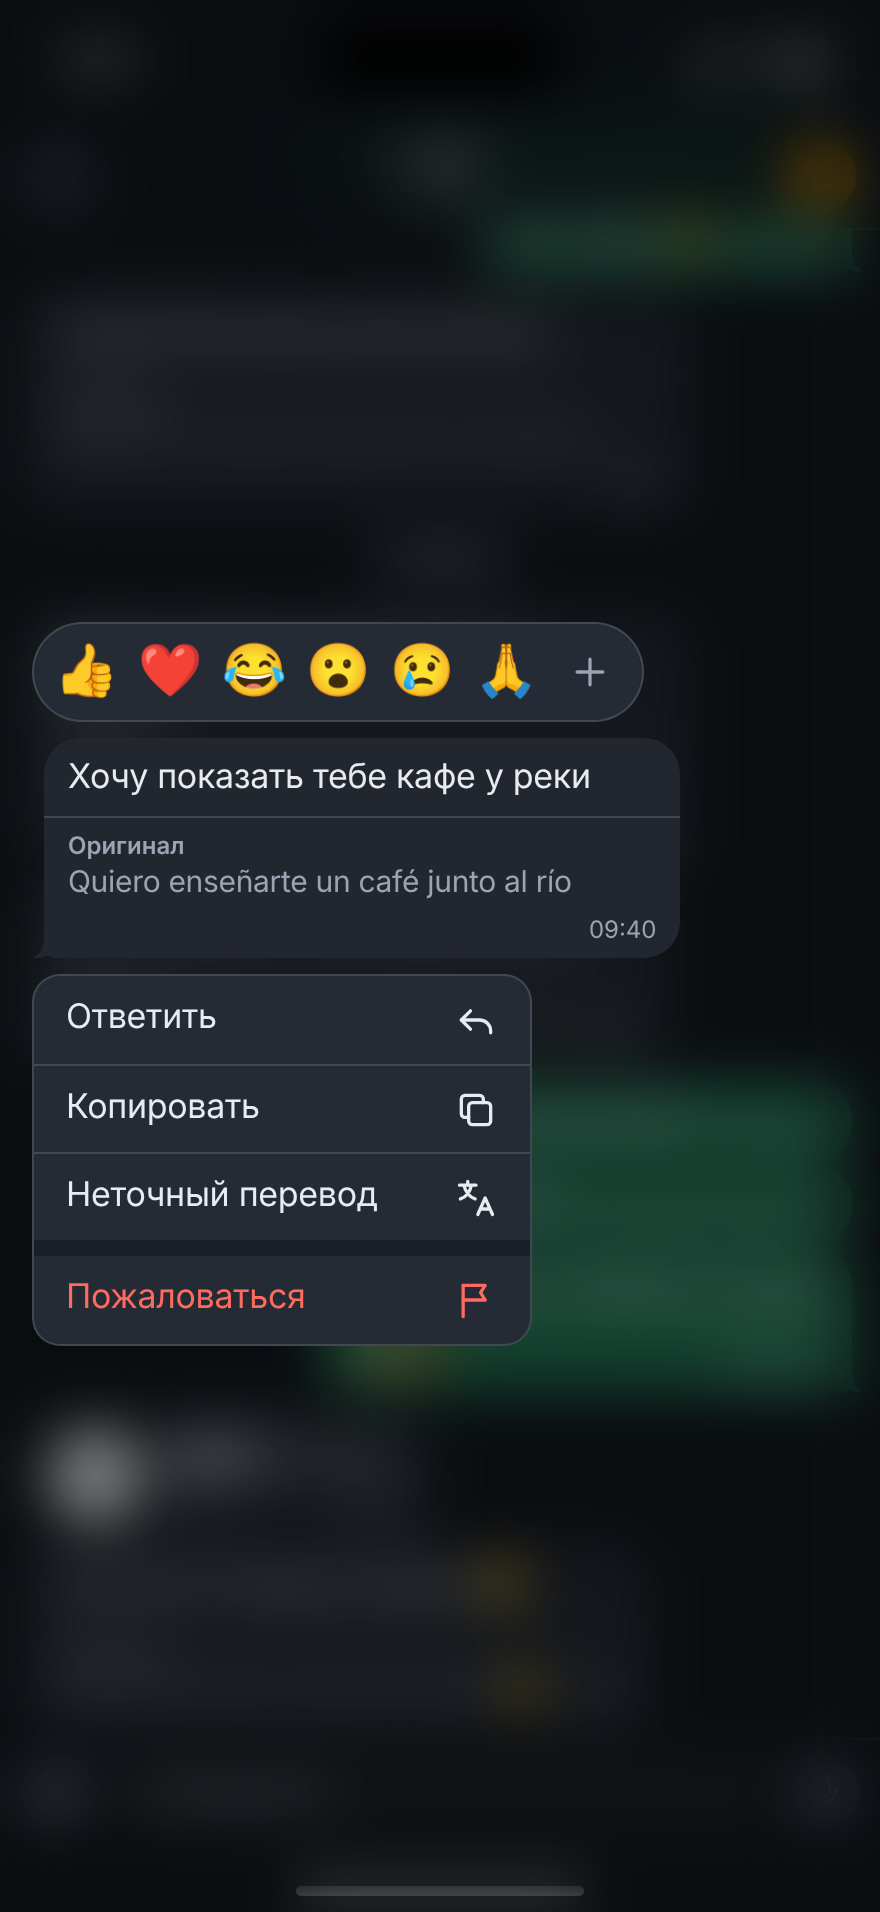 Хочу показать тебе кафе у реки
Оригинал
Quiero enseñarte un café junto al río
09:40
Ответить
Копировать
Неточный перевод
Пожаловаться